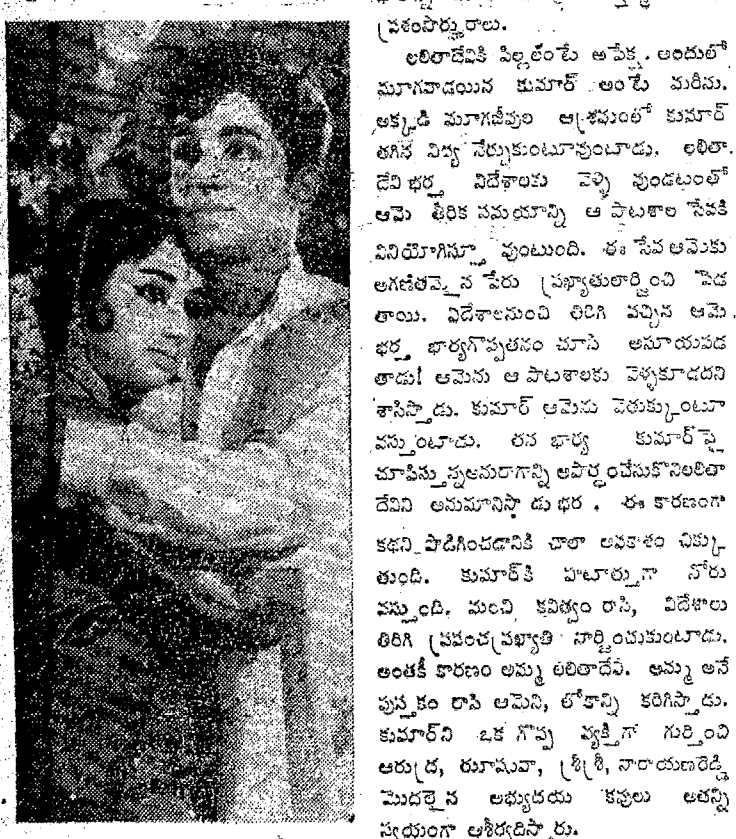 ప్రశంసార్హురాలు.
లలితాదేవికి పిల్లలంటే అపేక్ష. అందులో
మూగవాడయిన కుమార్ అంటే మరీను.
అక్కడి మూగజీవుల ఆశ్రమంలో కుమార్
తగిన విద్య నేర్చుకుంటూవుంటాడు. లలితా
దేవి భర్త విదేశాలకు వెళ్ళి వుండటంతో
ఆమె తీరిక సమయాన్ని ఆ పాటశాల సేవకి
వినియోగిస్తూ వుంటుంది. ఈ సేవ ఆమెకు
అగణితమైన పేరు ప్రఖ్యాతులార్జించి పెడ
తాయి. విదేశాలనుంచి తిరిగి వచ్చిన ఆమె
భర్త భార్యగొప్పతనం చూసి అసూయపడ
తాడు! ఆమెను ఆ పాటశాలకు వెళ్ళకూడదని
శాసిస్తాడు. కుమార్ ఆమెను వెతుక్కుంటూ
వస్తుంటాడు. తన భార్య కుమార్‌పై
చూపిస్తున్నఅనురాగాన్ని అపార్థంచేసుకొనిలలితా
దేవిని అనుమానిస్తా డు భర . ఈ కారణంగా
కథని పొడిగించడానికి చాలా అవకాశం చిక్కు
తుంది. కుమార్‌కి హటాత్తుగా నోరు
వస్తుంది. మంచి కవిత్వం రాసి, విదేశాలు
తిరిగి ప్రపంచప్రఖ్యాతి నార్జించుకుంటాడు.
అంతకీ కారణం అమ్మ లలితాదేవి. అమ్మ అనే
పుస్తకం రాసి ఆమెని, లోకాన్ని కరిగిస్తాడు.
కుమార్‌ని ఒక గొప్ప వ్యక్తిగా గుర్తించి
ఆరుద్ర, ఝాషువా, శ్రీశ్రీ, నారాయణరెడ్డి
మొదలైన అభ్యుదయ కవులు అతన్ని
స్వయంగా ఆశీర్వదిస్తారు.